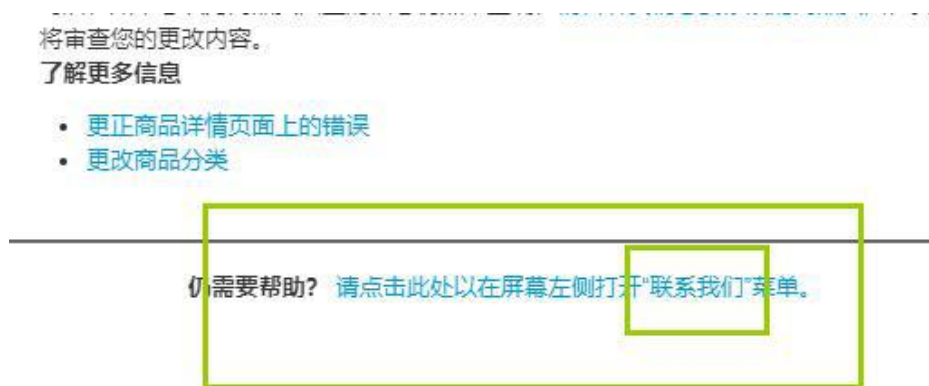 将审查您的更改内容。
了解更多信息
更正商品详情页面上的错误
更改商品分类
仍需要帮助? 请点击此处以在屏幕左侧打开"联系我们"菜单。